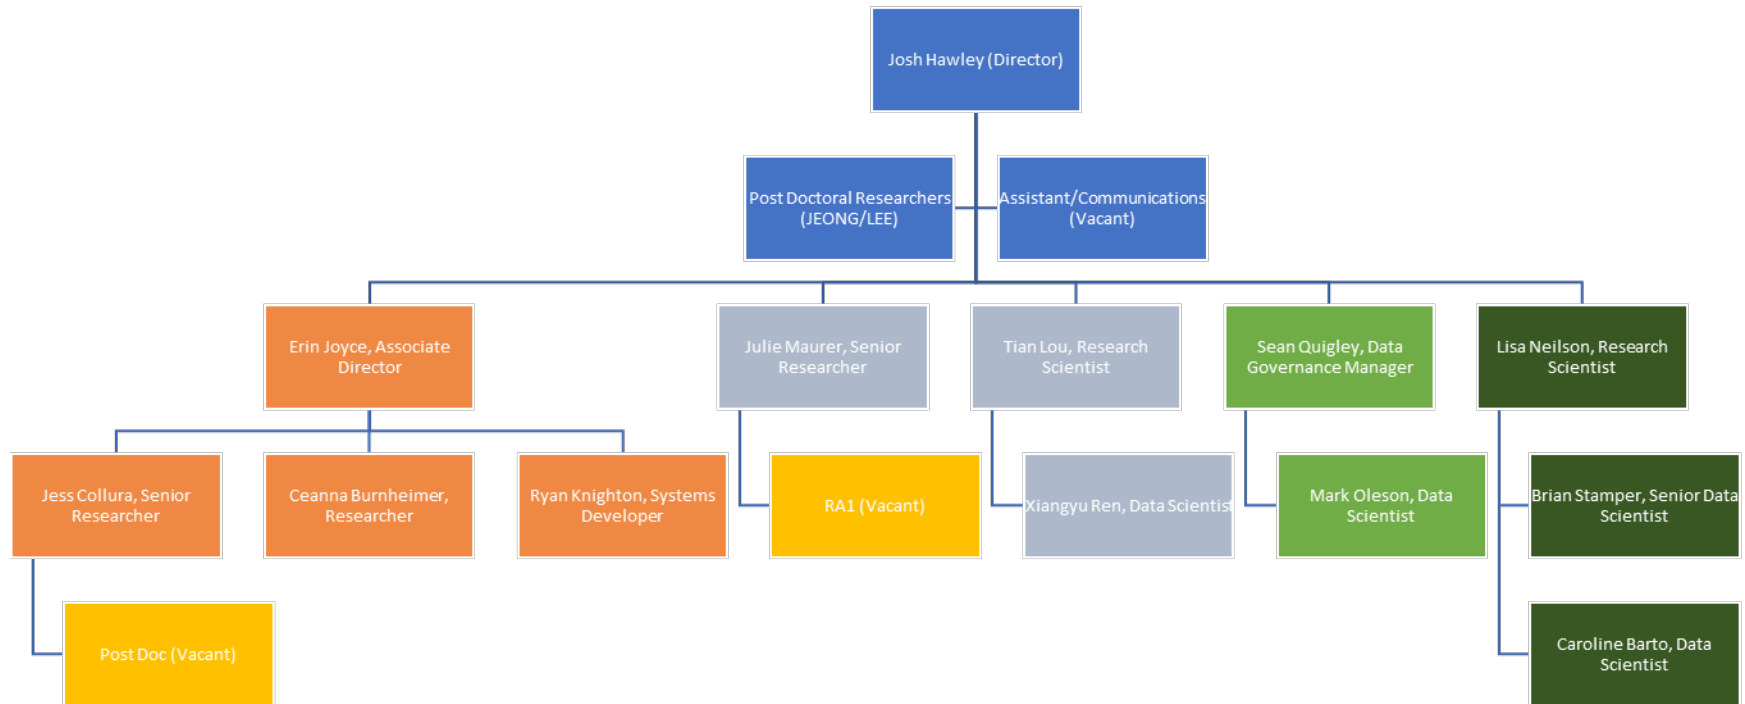 Josh Hawley (Director)
Post Doctoral Researchers
(JEONG/LEE)
Assistant/Communications
(Vacant)
Erin Joyce, Associate
Director
Julie Maurer, Senior
Researcher
Tian Lou, Research
Scientist
Sean Quigley, Data
Governance Manager
Lisa Neilson, Research
Scientist
Jess Collura, Senior
Researcher
Ceanna Burnheimer,
Researcher
Ryan Knighton, Systems
Developer
RA1 (Vacant)
Xiangyu Ren, Data Scientist
Mark Oleson, Data
Scientist
Brian Stamper, Senior Data
Scientist
Post Doc (Vacant)
Caroline Barto, Data
Scientist